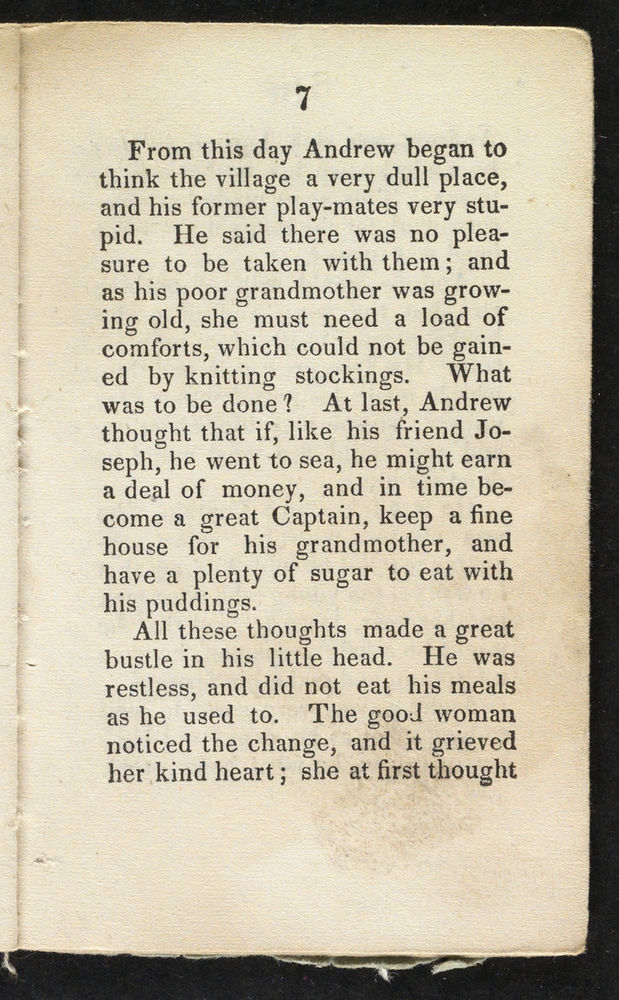 7
From this day Andrew began to
think the village a very dull place,
and his former play-mates very stu-
pid. He said there was no plea-
sure to be taken with them; and
as his poor grandmother was grow-
ing old, she must need a load of
comforts, which could not be gain-
ed by knitting stockings. What
was to be done? At last, Andrew
thought that if, like his friend Jo-
seph, he went to sea, he might earn
a deal of money, and in time be-
come a great Captain, keep a fine
house for his grandmother, and
have a plenty of sugar to eat with
his puddings.
All these thoughts made a great
bustle in his little head. He was
restless, and did not eat his meals
as he used to. The good woman
noticed the change, and it grieved
her kind heart; she at first thought